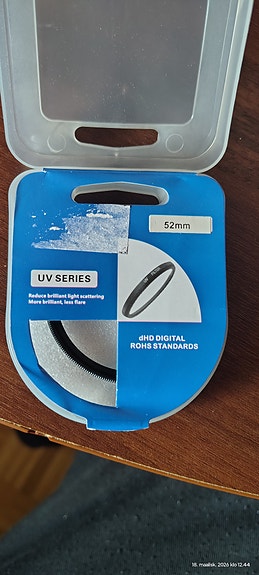 52mm
UV SERIES
Reduce brilliant light scattering
More brilliant, less flare
dHD DIGITAL
ROHS STANDARDS
18. maalisk. 2026 klo 12.44